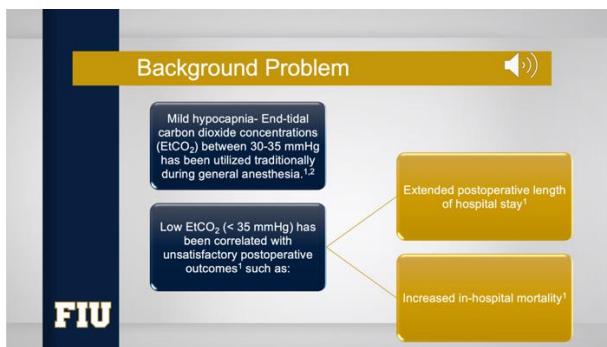 Background Problem
Mild hypocapnia- End-tidal
carbon dioxide concentrations
(EtCO₂) between 30-35 mmHg
has been utilized traditionally
during general anesthesia.¹,²
Low EtCO₂ (< 35 mmHg) has
been correlated with
unsatisfactory postoperative
outcomes¹ such as:
Extended postoperative length
of hospital stay¹
Increased in-hospital mortality¹
FIU